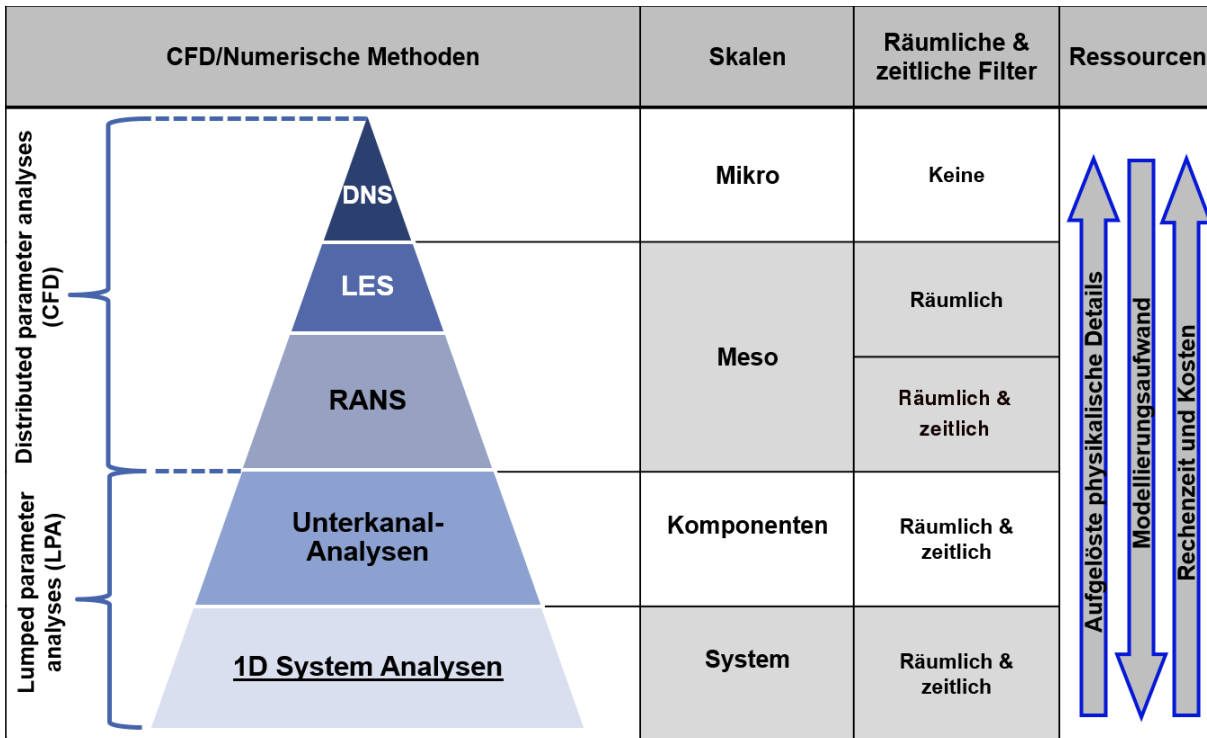 CFD/Numerische Methoden
Skalen
Räumliche &
zeitliche Filter
Ressourcen
Distributed parameter analyses
(CFD)
DNS
Mikro
Keine
LES
Räumlich
Meso
RANS
Räumlich &
zeitlich
Lumped parameter
analyses (LPA)
Unterkanal-
Analysen
Komponenten
Räumlich &
zeitlich
1D System Analysen
System
Räumlich &
zeitlich
Aufgelöste physikalische Details
Modellierungsaufwand
Rechenzeit und Kosten